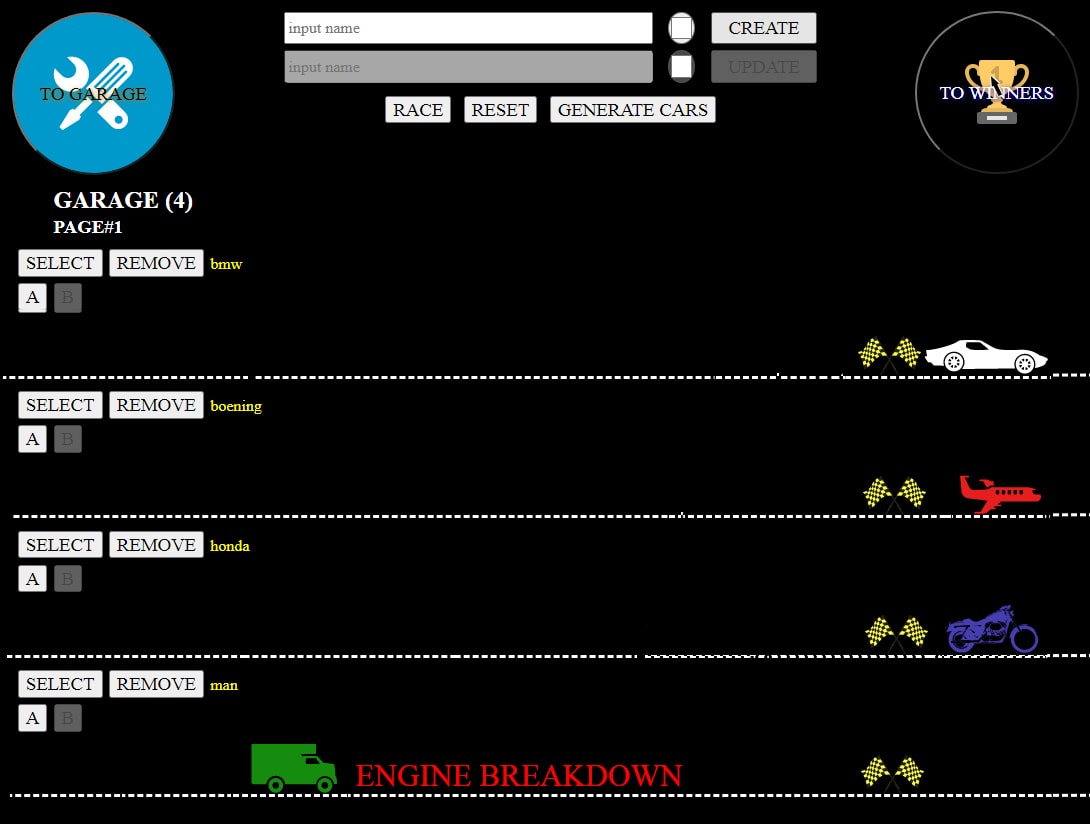 input name CREATE
input name UPDATE
TO GARAGE
TO WINNERS
RACE RESET GENERATE CARS
GARAGE (4)
PAGE#1
SELECT REMOVE bmw
A B
SELECT REMOVE boening
A B
SELECT REMOVE honda
A B
SELECT REMOVE man
A B
ENGINE BREAKDOWN